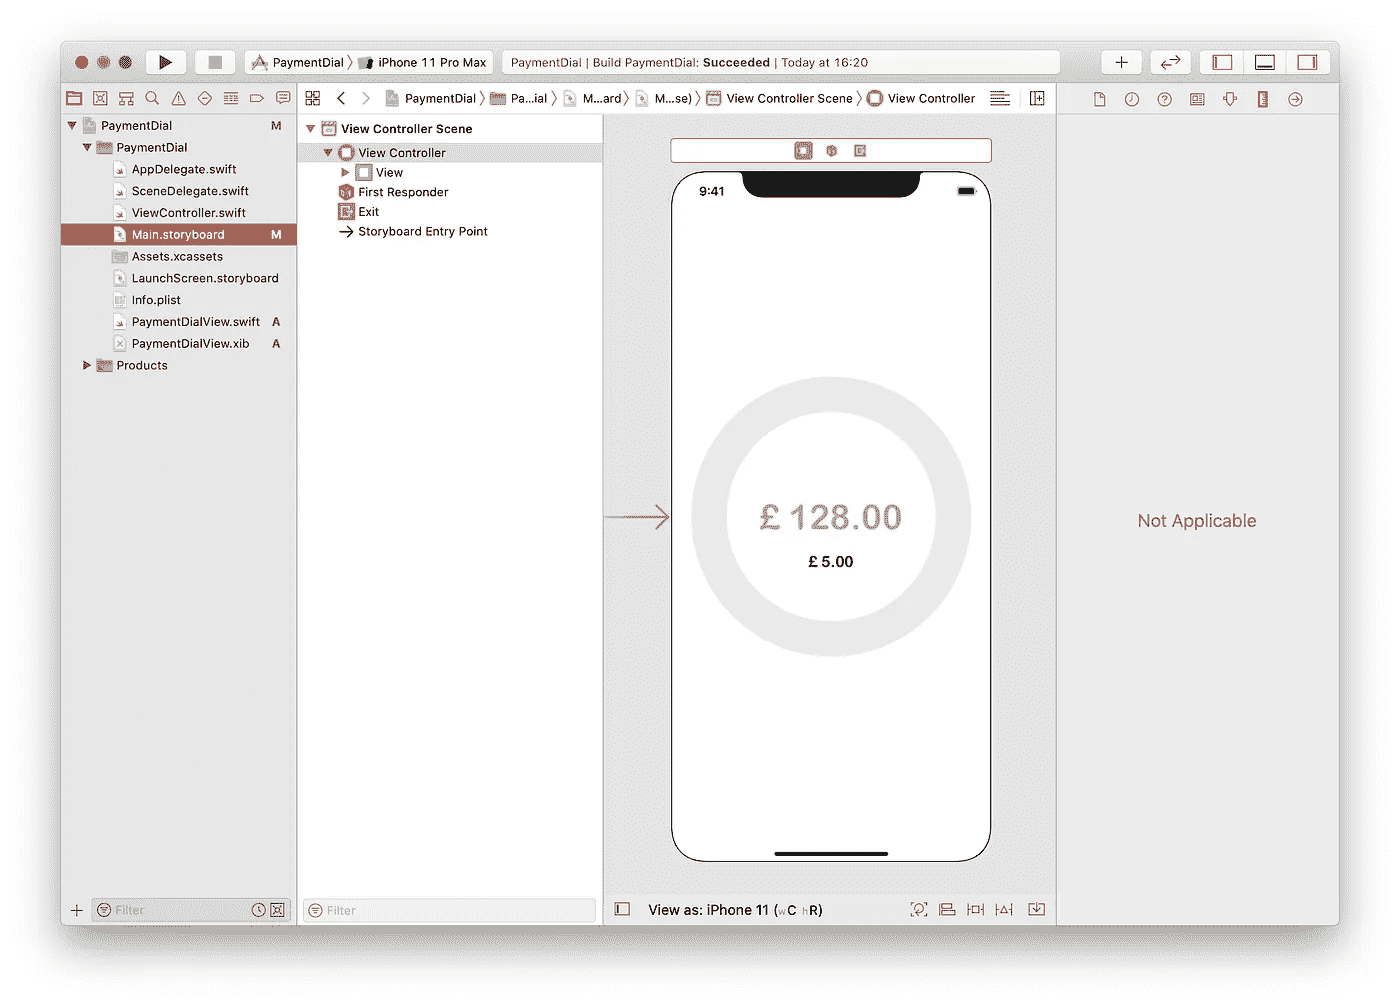 PaymentDial iPhone 11 Pro Max PaymentDial | Build PaymentDial: Succeeded | Today at 16:20
PaymentDial Pa...ial M...ard M...se) View Controller Scene View Controller
PaymentDial M
PaymentDial
AppDelegate.swift
SceneDelegate.swift
ViewController.swift
Main.storyboard M
Assets.xcassets
LaunchScreen.storyboard
Info.plist
PaymentDialView.swift A
PaymentDialView.xib A
Products
Filter
View Controller Scene
View Controller
View
First Responder
Exit
Storyboard Entry Point
Filter
9:41
£ 128.00
£ 5.00
View as: iPhone 11 (wC hR)
Not Applicable